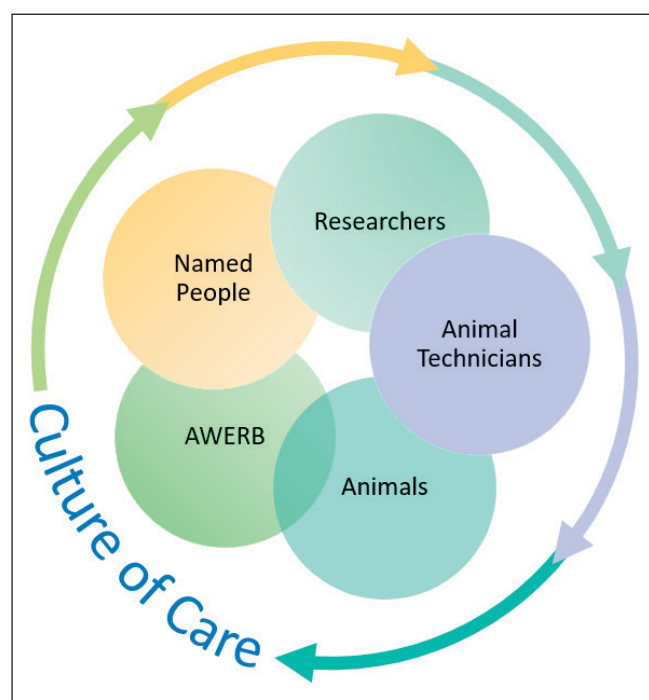 Researchers
Named
People
Animal
Technicians
AWERB
Animals
Culture of Care